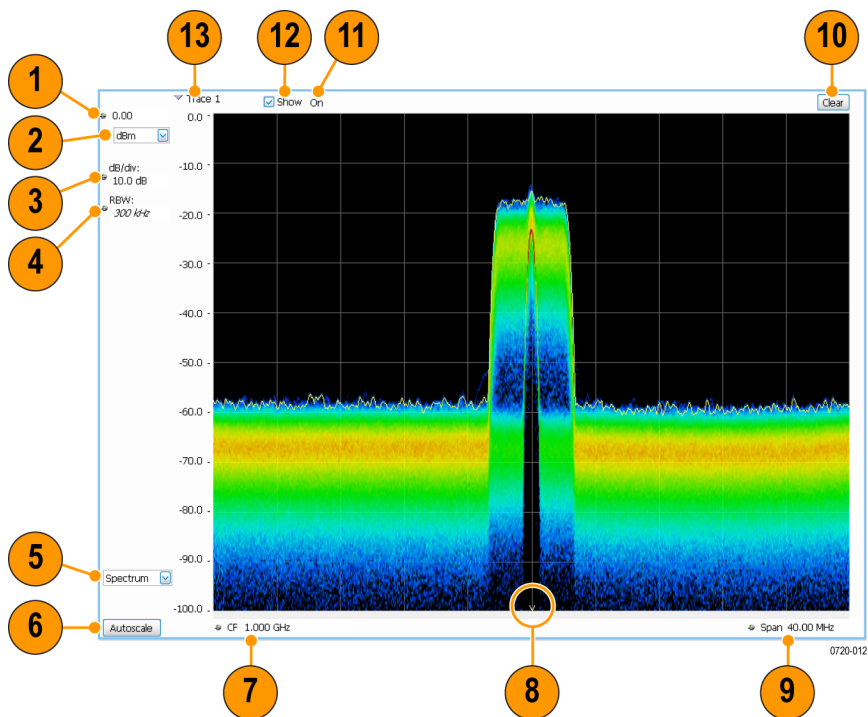 13
12
11
10
1
Trace 1
Show
On
Clear
0.00
0.0
2
dBm
-10.0
dB/div:
10.0 dB
3
RBW:
300 kHz
-20.0
4
-30.0
-40.0
-50.0
-60.0
-70.0
-80.0
-90.0
5
Spectrum
-100.0
6
Autoscale
CF 1.000 GHz
Span 40.00 MHz
0720-012
7
8
9